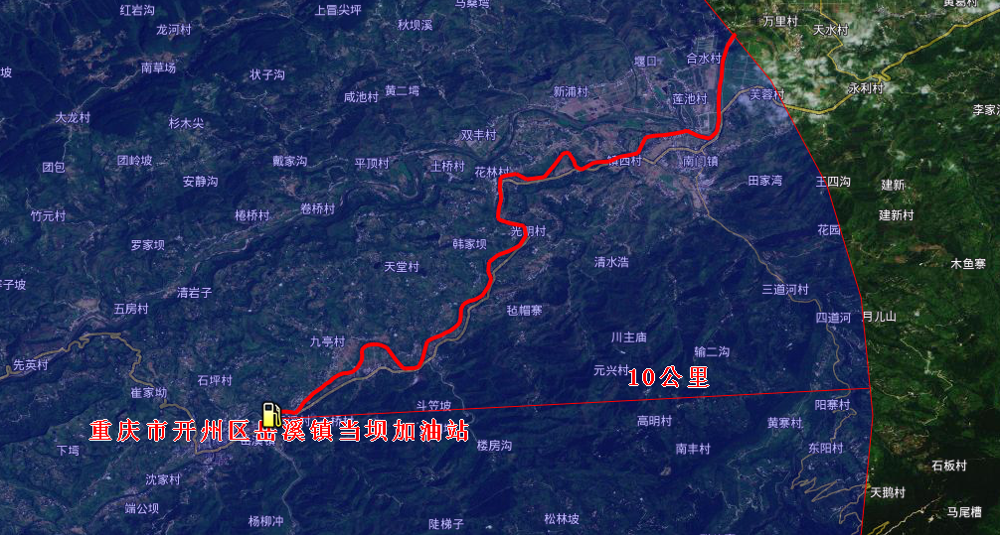 红岩沟
上冒尖坪
马桑塆
龙河村
秋坝溪
万里村
天水村
南草场
状子沟
堰口
合水村
咸池村
黄二塆
新浦村
莲池村
芙蓉村
永利村
大龙村
杉木尖
双丰村
团包
团岭坡
戴家沟
平顶村
土桥村
花林村
南门镇
安静沟
田家湾
王四沟
建新
竹元村
棬桥村
卷桥村
建新村
罗家坝
韩家坝
光明村
花园
天堂村
清水浩
木鱼寨
清岩子
三道河村
五房村
毡帽寨
四道河
月儿山
九亭村
川主庙
先英村
输二沟
石坪村
元兴村
10公里
崔家坳
斗笠坡
阳寨村
重庆市开州区岳溪镇当坝加油站
高明村
黄寨村
下塆
楼房沟
南丰村
东阳村
石板村
沈家村
天鹅村
端公坝
杨柳冲
陡梯子
松林坡
马尾槽